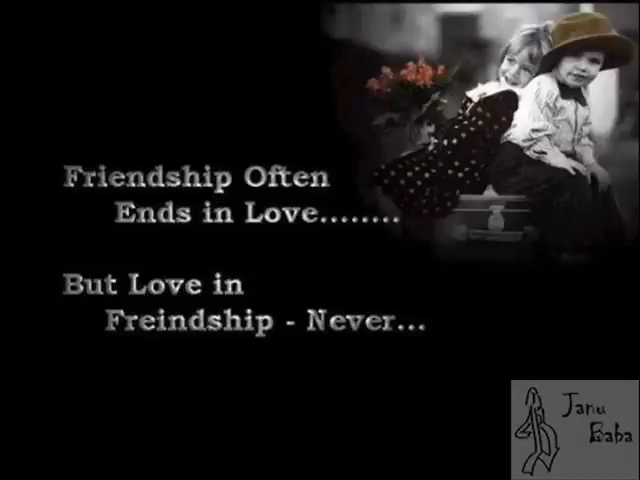 Friendship Often
Ends in Love........
But Love in
Freindship - Never...
Janu
Baba